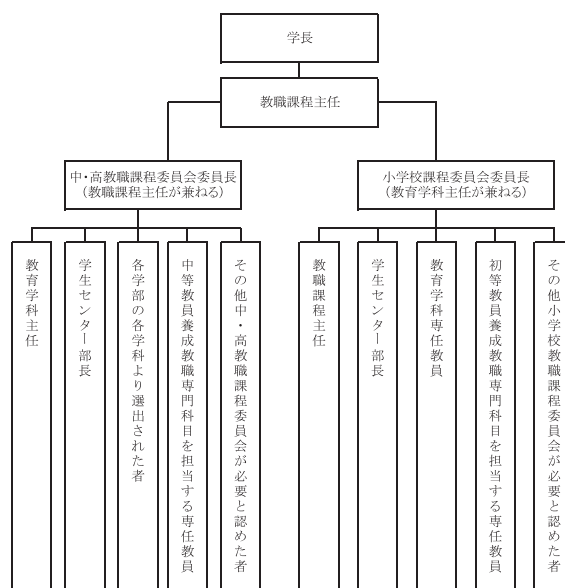 学長
教職課程主任
中・高教職課程委員会委員長
（教職課程主任が兼ねる）
小学校課程委員会委員長
（教育学科主任が兼ねる）
教育学科主任
学生センター部長
各学部の各学科より選出された者
中等教員養成教職専門科目を担当する専任教員
その他中・高教職課程委員会が必要と認めた者
教職課程主任
学生センター部長
教育学科専任教員
初等教員養成教職専門科目を担当する専任教員
その他小学校教職課程委員会が必要と認めた者